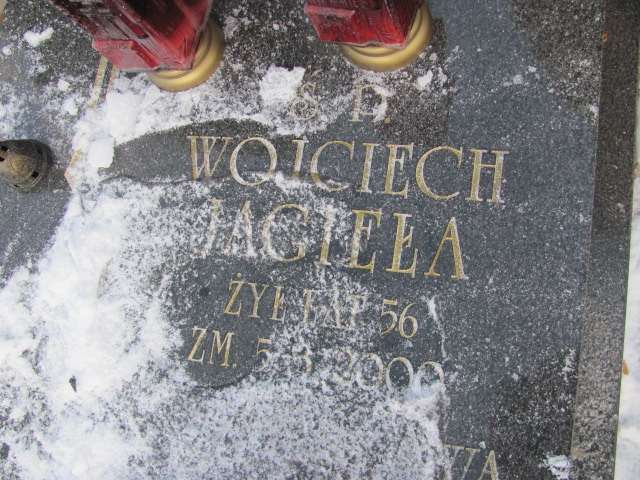 Ś. P.
WOJCIECH
JAGIEŁA
ŻYŁ LAT 56
ZM. 5.3.2000